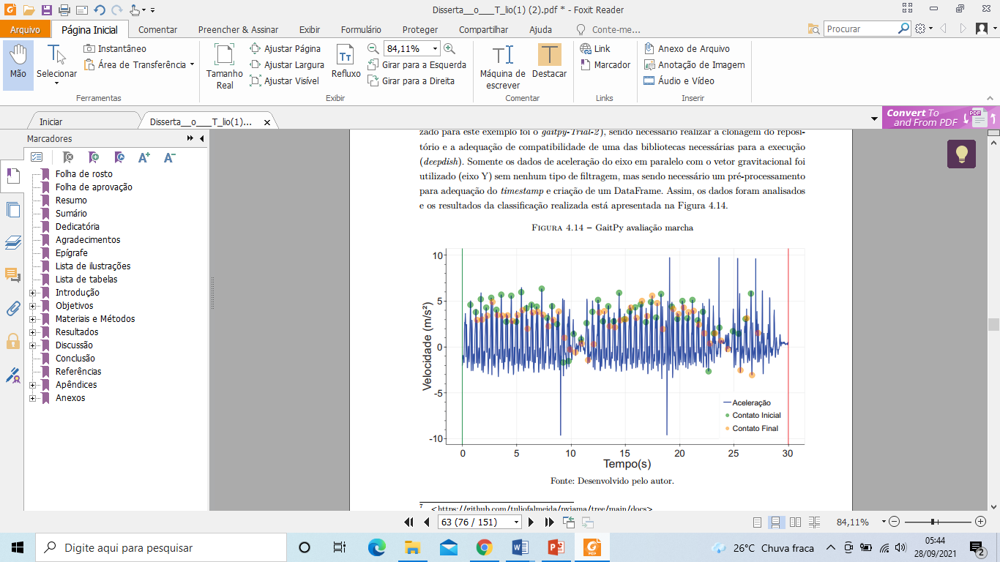 Disserta__o___T_lio(1) (2).pdf * - Foxit Reader
Arquivo Página Inicial Comentar Preencher & Assinar Exibir Formulário Proteger Compartilhar Ajuda Conte-me... Procurar
Mão
Selecionar
Instantâneo
Área de Transferência
Ferramentas
Tamanho
Real
Ajustar Página
Ajustar Largura
Ajustar Visível
Refluxo
84,11%
Girar para a Esquerda
Girar para a Direita
Exibir
Máquina de
escrever
Destacar
Comentar
Link
Marcador
Links
Anexo de Arquivo
Anotação de Imagem
Áudio e Vídeo
Inserir
Iniciar
Disserta__o___T_lio(1)...
Convert To
and From PDF
PDF
Marcadores
Folha de rosto
Folha de aprovação
Resumo
Sumário
Dedicatória
Agradecimentos
Epígrafe
Lista de ilustrações
Lista de tabelas
Introdução
Objetivos
Materiais e Métodos
Resultados
Discussão
Conclusão
Referências
Apêndices
Anexos
zado para este exemplo foi o gaitpy-Trial-2), sendo necessário realizar a clonagem do reposi-
tório e a adequação de compatibilidade de uma das bibliotecas necessárias para a execução
(deepdish). Somente os dados de aceleração do eixo em paralelo com o vetor gravitacional foi
utilizado (eixo Y) sem nenhum tipo de filtragem, mas sendo necessário um pré-processamento
para adequação do timestamp e criação de um DataFrame. Assim, os dados foram analisados
e os resultados da classificação realizada está apresentada na Figura 4.14.
Figura 4.14 – GaitPy avaliação marcha
Velocidade (m/s²)
10
5
0
-5
-10
Aceleração
Contato Inicial
Contato Final
0 5 10 15 20 25 30
Tempo(s)
Fonte: Desenvolvido pelo autor.
7 <https://github.com/tuliofalmeida/pyjama/tree/main/docs>
63 (76 / 151)
84,11%
Digite aqui para pesquisar
26°C Chuva fraca
05:44
28/09/2021
2